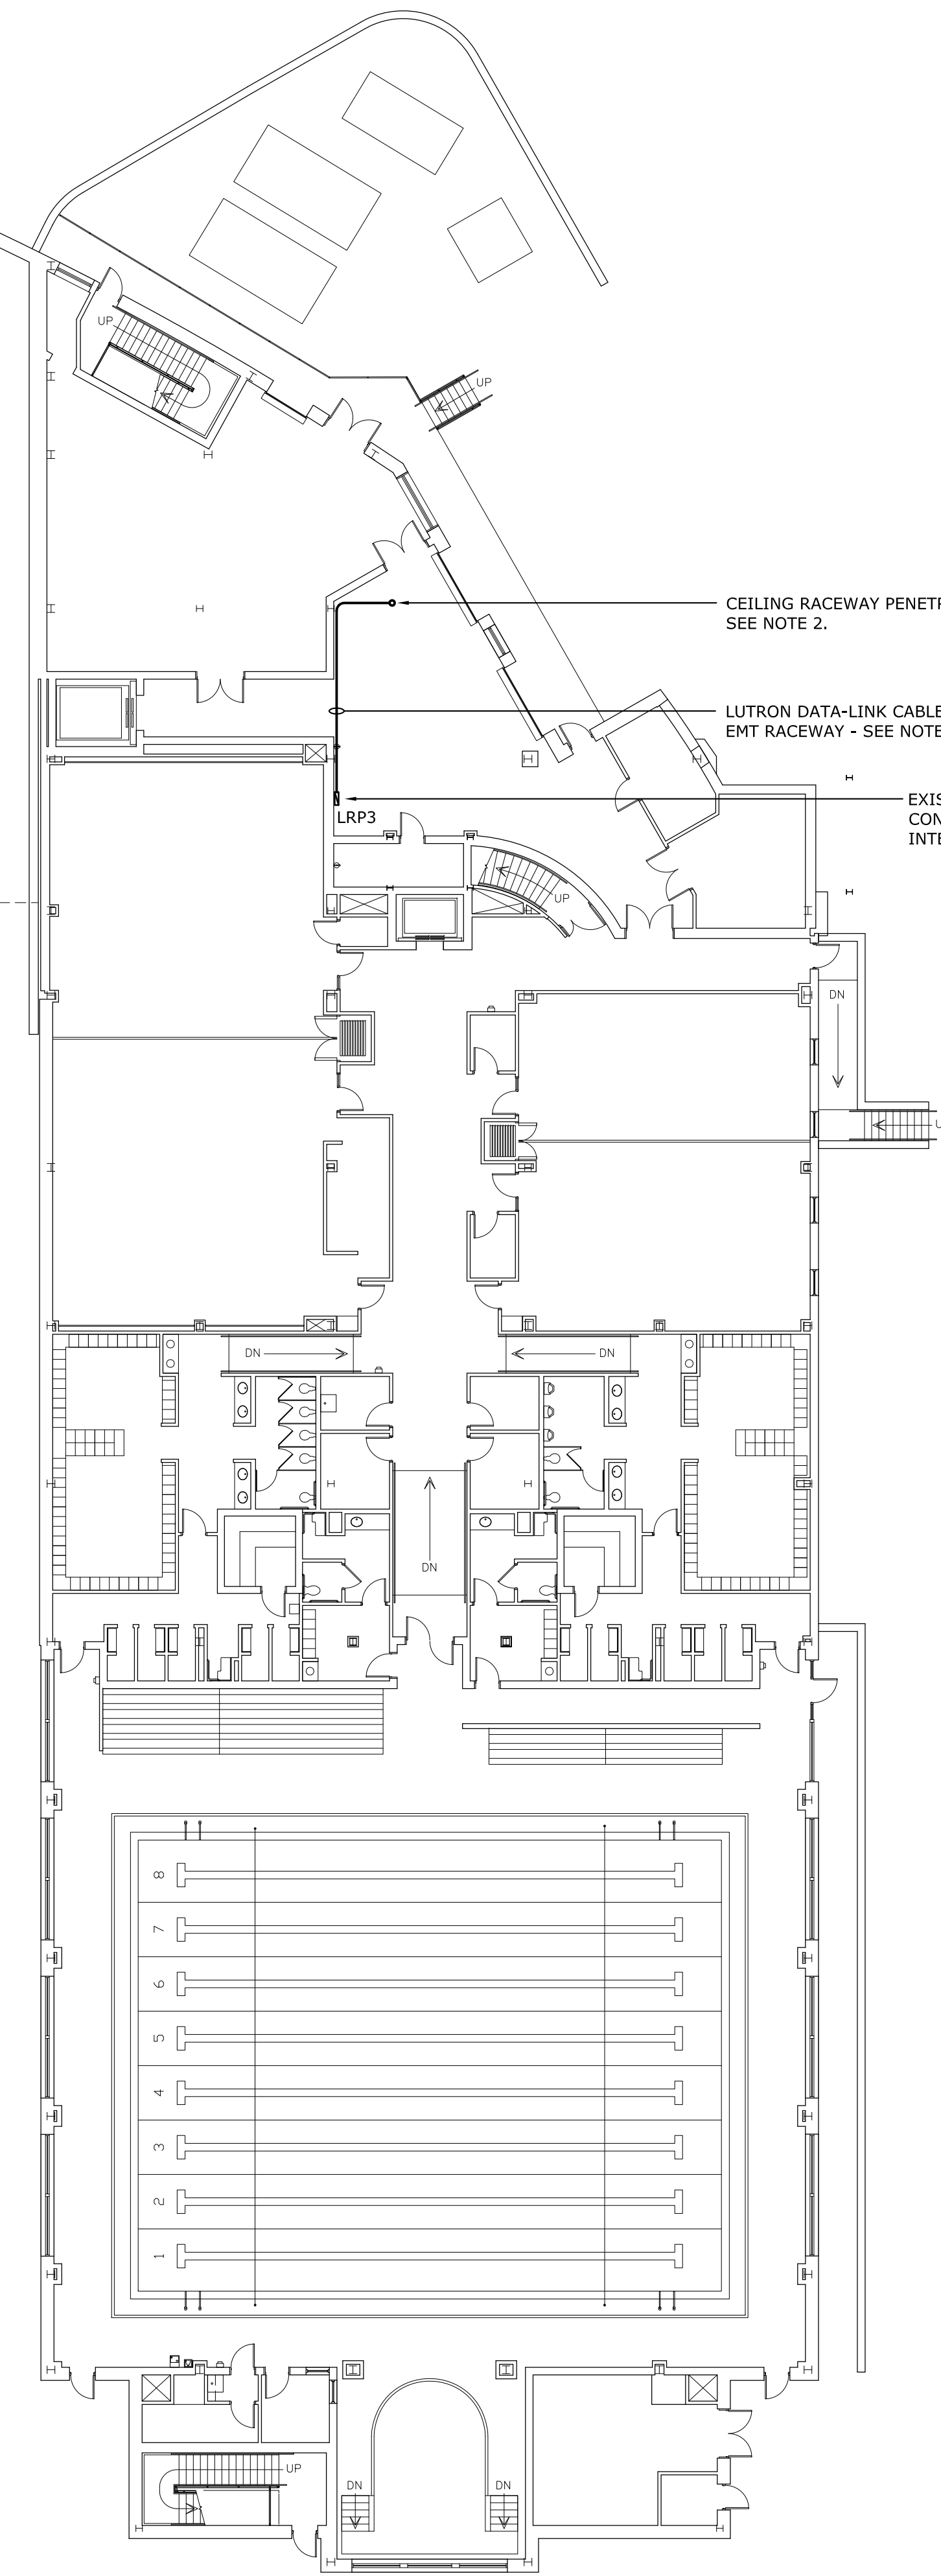 UP
UP
CEILING RACEWAY PENETR
SEE NOTE 2.
LUTRON DATA-LINK CABLE
EMT RACEWAY - SEE NOTE
EXIS
CON
INTE
LRP3
UP
DN
U
DN
DN
DN
8
7
6
5
4
3
2
1
UP
DN
DN